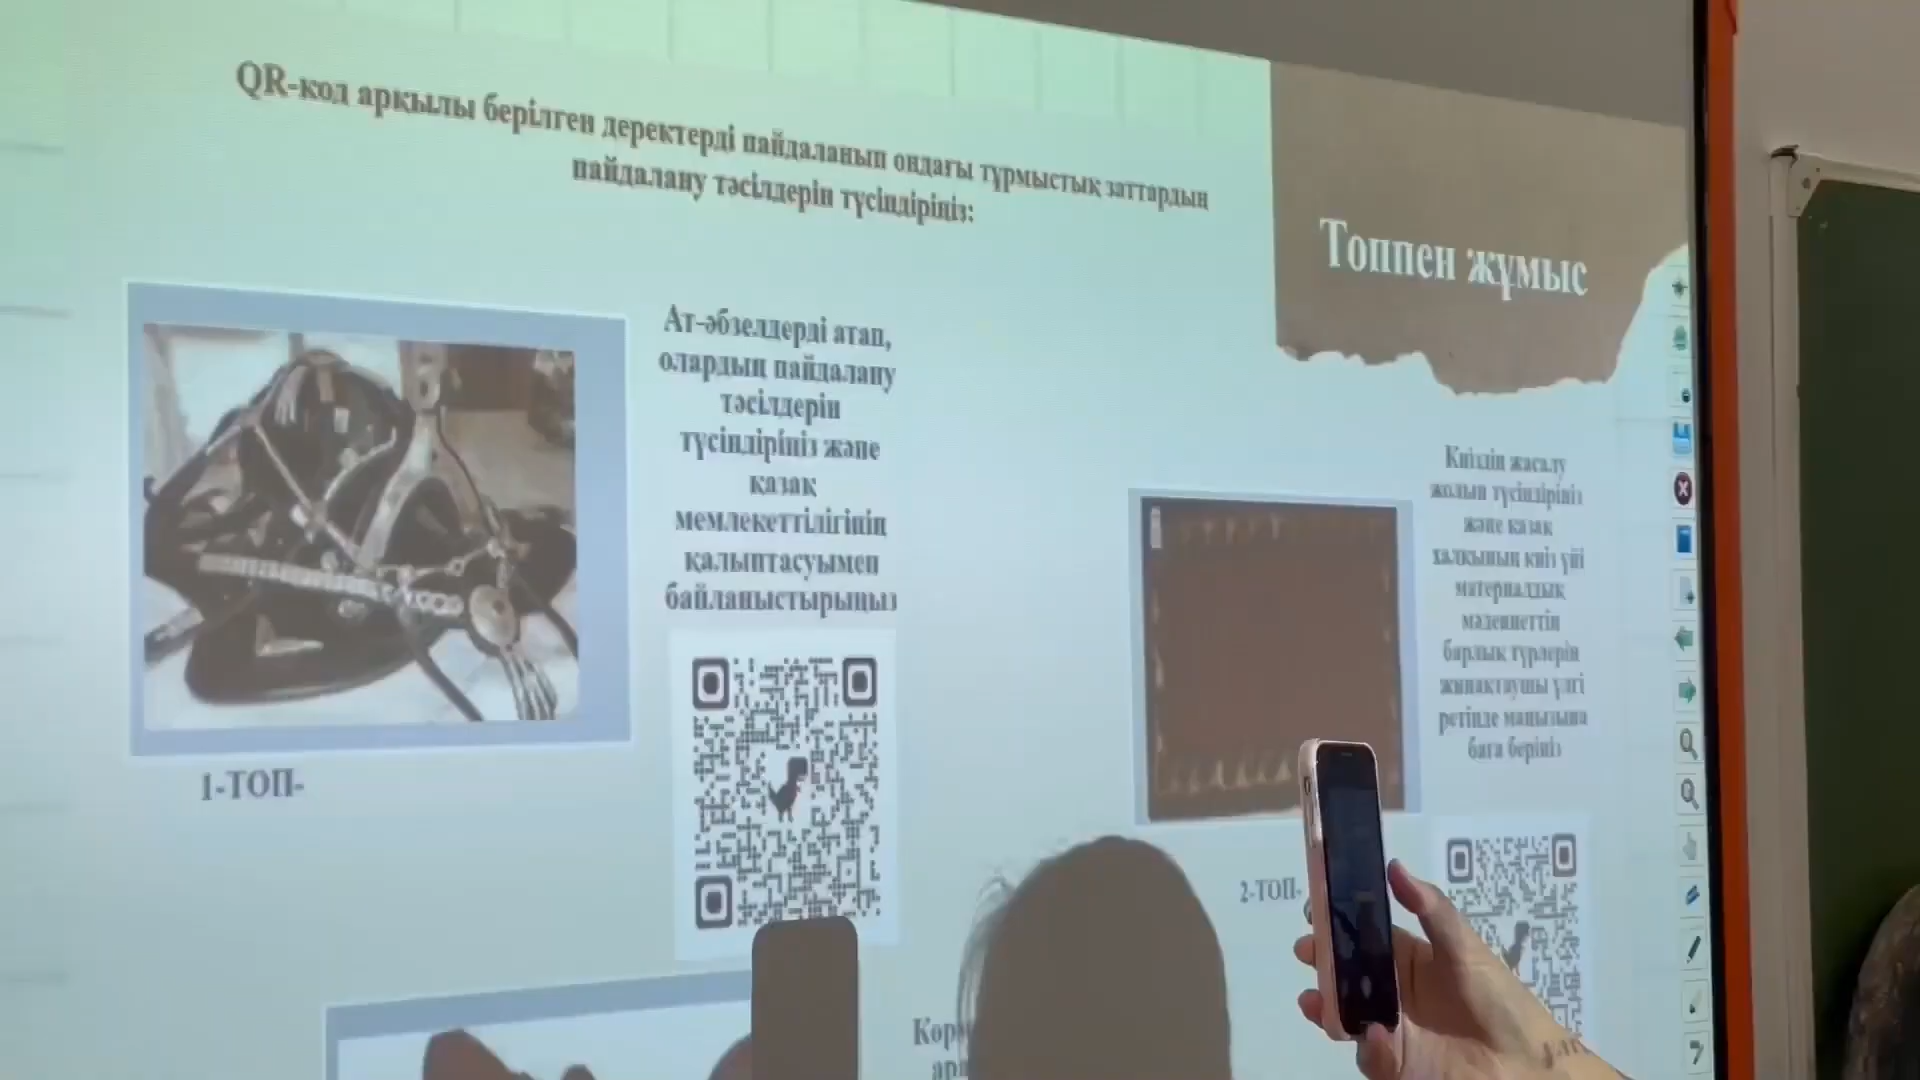 QR-код арқылы берілген деректерді пайдаланып ондағы тұрмыстық заттардың
пайдалану тәсілдерін түсіндіріңіз:
Топпен жұмыс
Ат-әбзелдерді атап,
олардың пайдалану
тәсілдерін
түсіндіріңіз және
қазақ
мемлекеттілігінің
қалыптасуымен
байланыстырыңыз
1-ТОП-
Киіздің жасалу
жолын түсіндіріңіз
және қазақ
халқының киіз үйі
материалдық
мәдениеттің
барлық түрлерін
жинақтаушы үлгі
ретінде маңызына
баға беріңіз
2-ТОП-